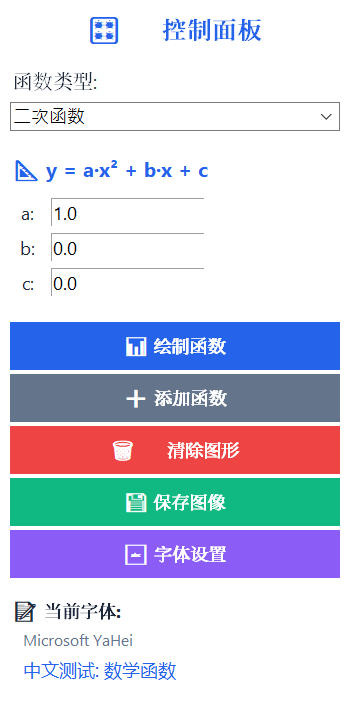 控制面板
函数类型:
二次函数
y = a·x² + b·x + c
a: 1.0
b: 0.0
c: 0.0
绘制函数
添加函数
清除图形
保存图像
字体设置
当前字体:
Microsoft YaHei
中文测试: 数学函数